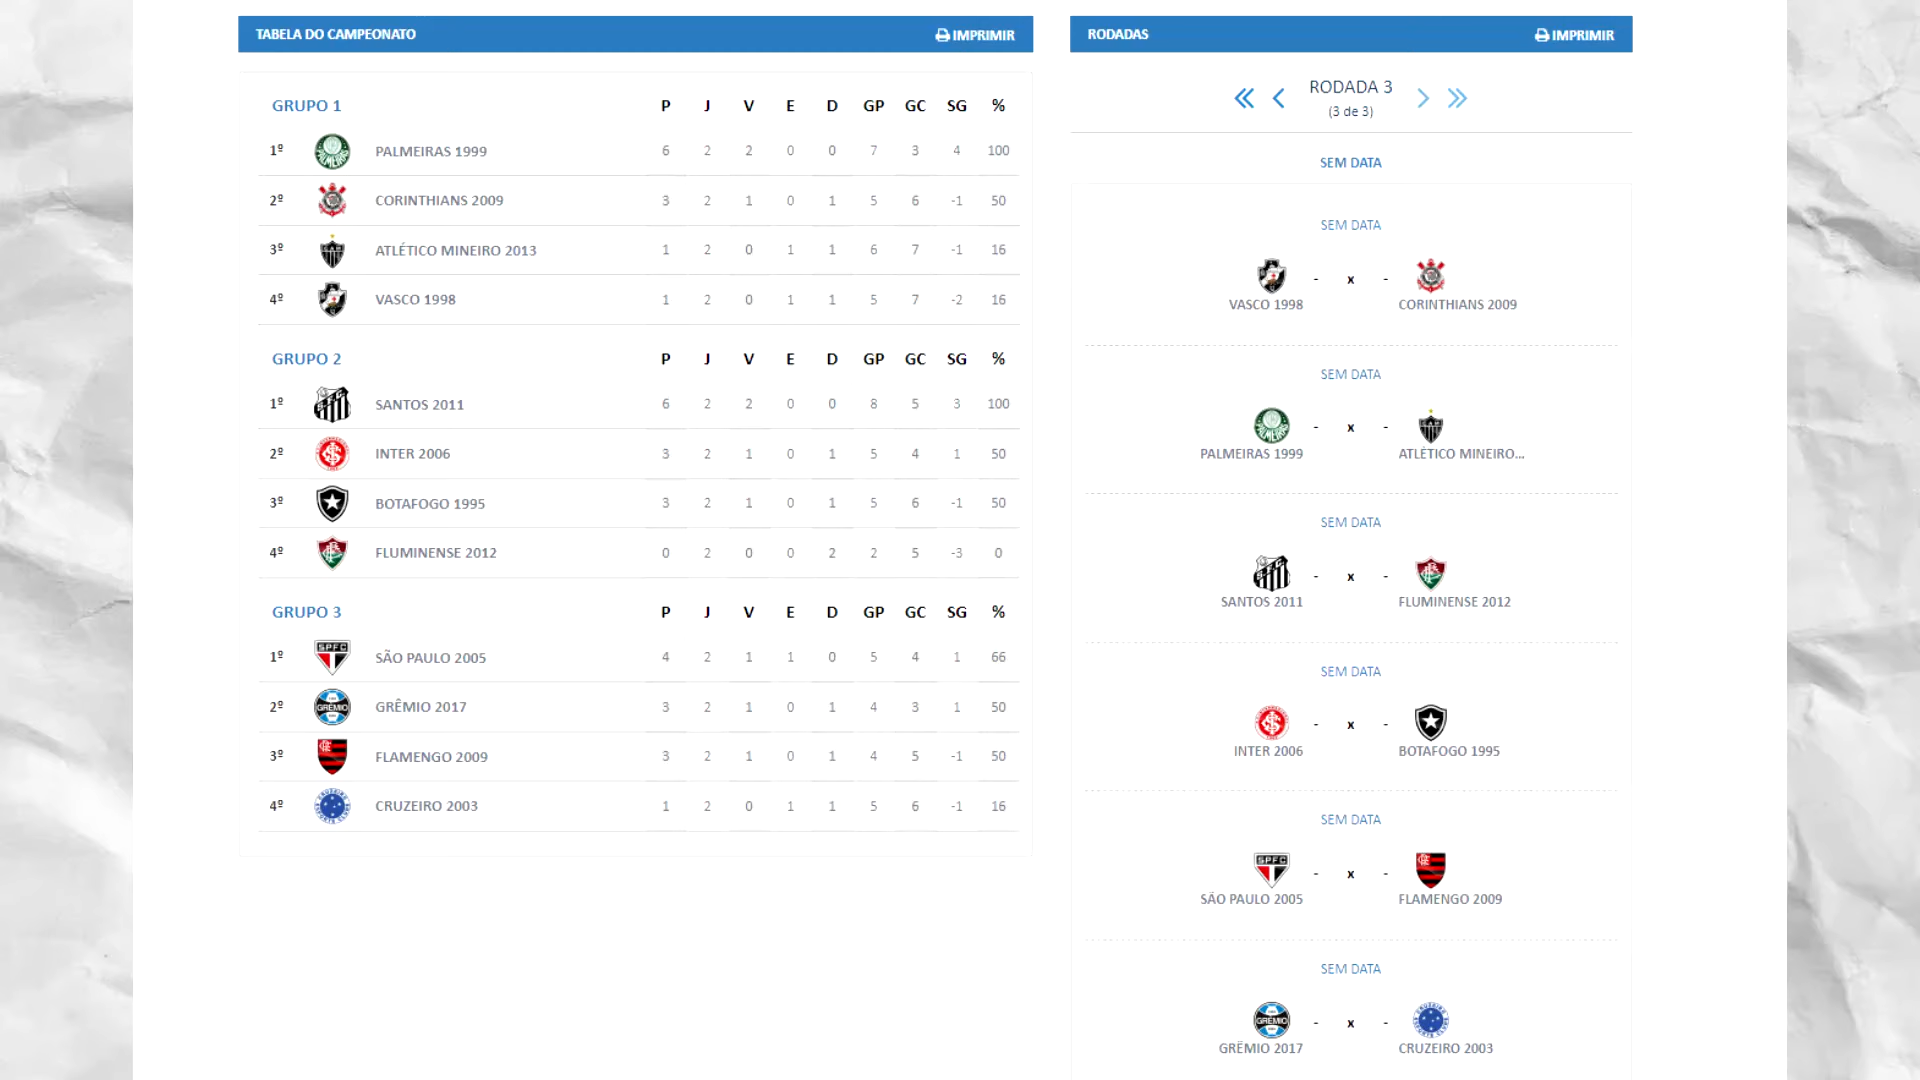 TABELA DO CAMPEONATO IMPRIMIR
GRUPO 1 P J V E D GP GC SG %
1º PALMEIRAS 1999 6 2 2 0 0 7 3 4 100
2º CORINTHIANS 2009 3 2 1 0 1 5 6 -1 50
3º ATLÉTICO MINEIRO 2013 1 2 0 1 1 6 7 -1 16
4º VASCO 1998 1 2 0 1 1 5 7 -2 16
GRUPO 2 P J V E D GP GC SG %
1º SANTOS 2011 6 2 2 0 0 8 5 3 100
2º INTER 2006 3 2 1 0 1 5 4 1 50
3º BOTAFOGO 1995 3 2 1 0 1 5 6 -1 50
4º FLUMINENSE 2012 0 2 0 0 2 2 5 -3 0
GRUPO 3 P J V E D GP GC SG %
1º SPFC SÃO PAULO 2005 4 2 1 1 0 5 4 1 66
2º GRÊMIO GRÊMIO 2017 3 2 1 0 1 4 3 1 50
3º FLAMENGO 2009 3 2 1 0 1 4 5 -1 50
4º CRUZEIRO 2003 1 2 0 1 1 5 6 -1 16
RODADAS IMPRIMIR
RODADA 3
(3 de 3)
SEM DATA
SEM DATA
- x -
VASCO 1998 CORINTHIANS 2009
SEM DATA
- x -
PALMEIRAS 1999 ATLÉTICO MINEIRO...
SEM DATA
- x -
SANTOS 2011 FLUMINENSE 2012
SEM DATA
- x -
INTER 2006 BOTAFOGO 1995
SEM DATA
SPFC - x -
SÃO PAULO 2005 FLAMENGO 2009
SEM DATA
GRÊMIO - x -
GRÊMIO 2017 CRUZEIRO 2003